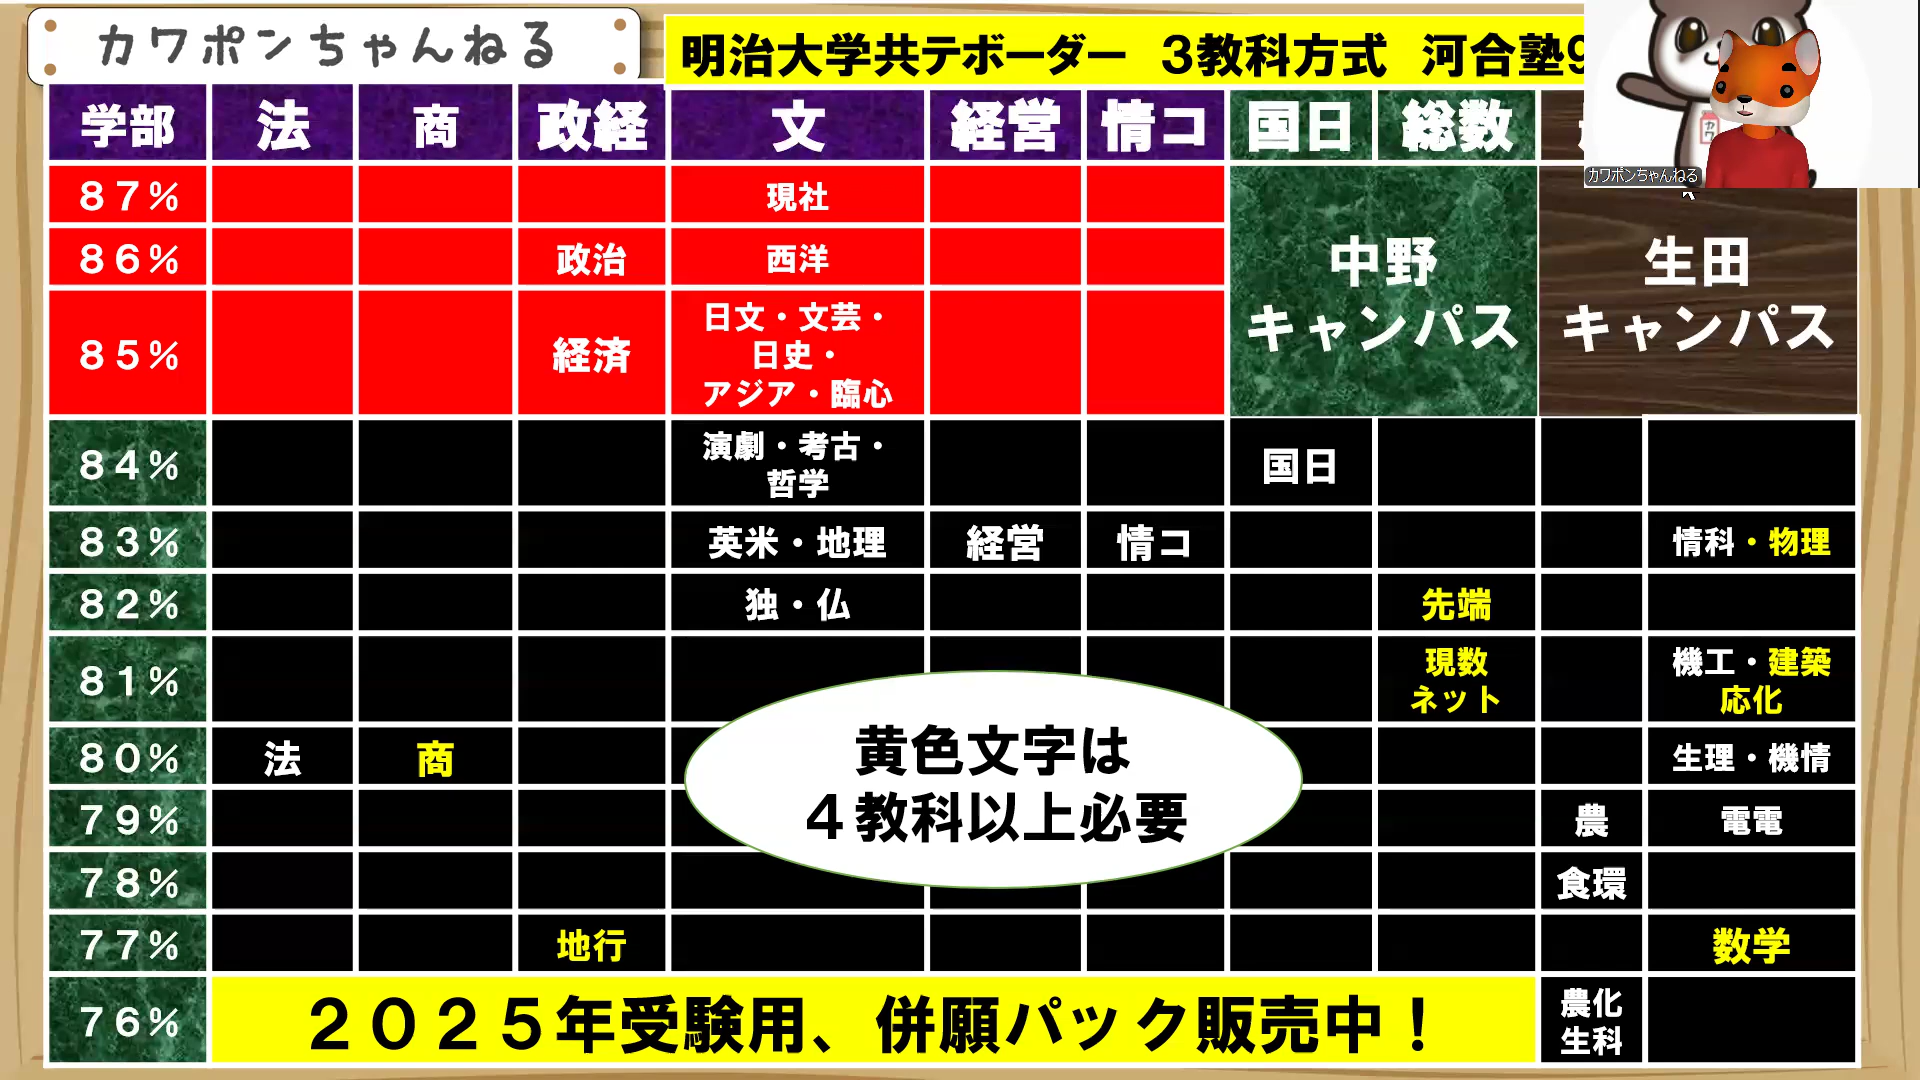 カワポンちゃんねる
明治大学共テボーダー　３教科方式　河合塾9
学部 法 商 政経 文 経営 情コ 国日 総数
８７％ 現社
８６％ 政治 西洋
中野
キャンパス
生田
キャンパス
カワポンちゃんねる
８５％ 経済 日文・文芸・
日史・
アジア・臨心
８４％ 演劇・考古・
哲学 国日
８３％ 英米・地理 経営 情コ 情科・物理
８２％ 独・仏 先端
８１％ 現数
ネット 機工・建築
応化
８０％ 法 商 生理・機情
黄色文字は
４教科以上必要
７９％ 農 電電
７８％ 食環
７７％ 地行 数学
７６％ ２０２５年受験用、併願パック販売中！ 農化
生科